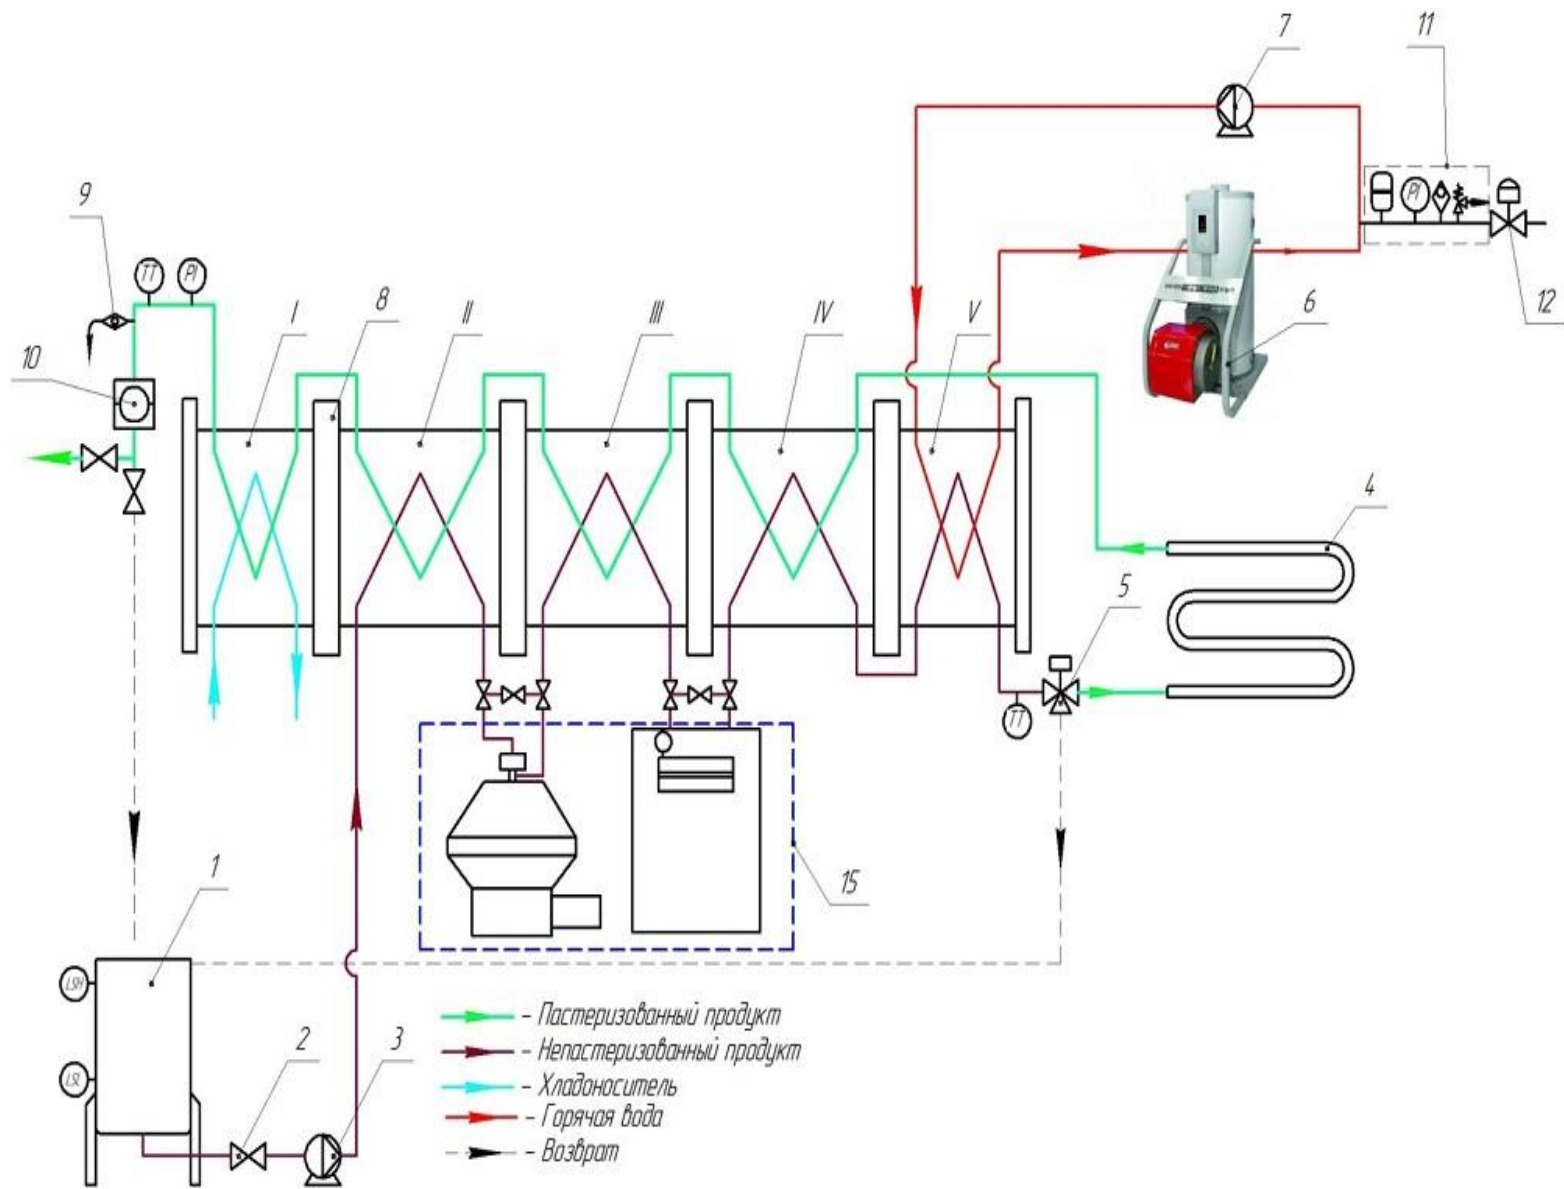 7
11
9
TT
PI
PI
I
8
II
III
IV
V
6
12
10
4
5
TT
1
15
LSH
2
3
LSL
- Пастеризованный продукт
- Непастеризованный продукт
- Хладоноситель
- Горячая вода
- Возврат